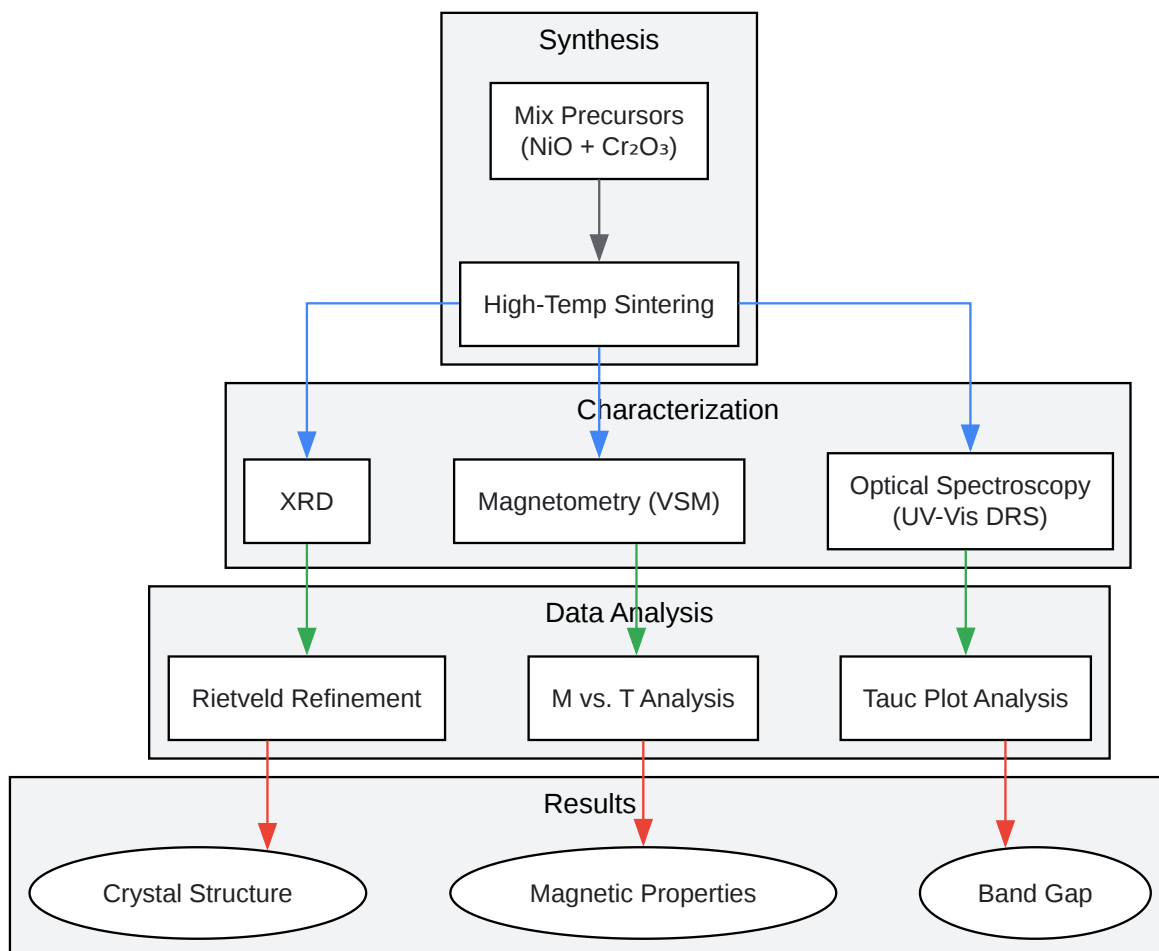 Synthesis
Mix Precursors
(NiO + Cr₂O₃)
High-Temp Sintering
Characterization
XRD
Magnetometry (VSM)
Optical Spectroscopy
(UV-Vis DRS)
Data Analysis
Rietveld Refinement
M vs. T Analysis
Tauc Plot Analysis
Results
Crystal Structure
Magnetic Properties
Band Gap